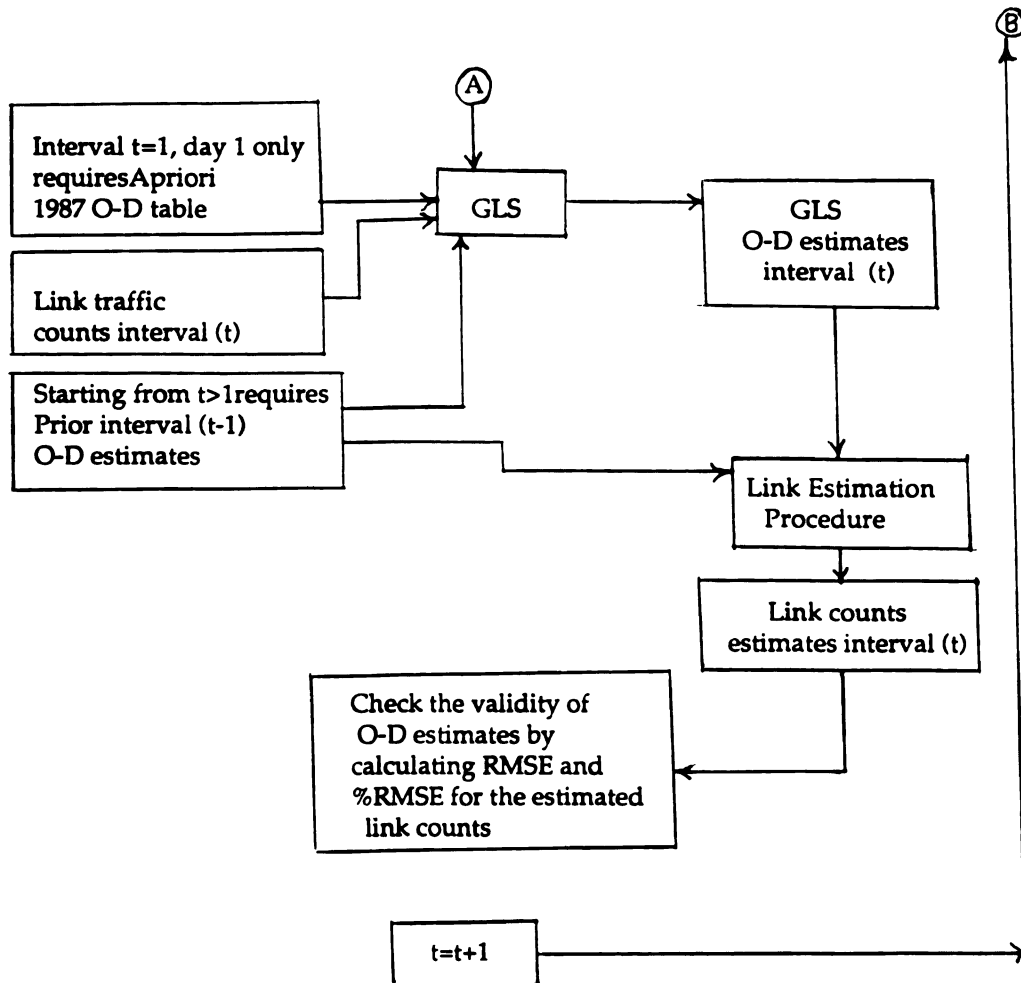 B
A
Interval t=1, day 1 only
requiresApriori
1987 O-D table
GLS
GLS
O-D estimates
interval (t)
Link traffic
counts interval (t)
Starting from t>1requires
Prior interval (t-1)
O-D estimates
Link Estimation
Procedure
Link counts
estimates interval (t)
Check the validity of
O-D estimates by
calculating RMSE and
%RMSE for the estimated
link counts
t=t+1